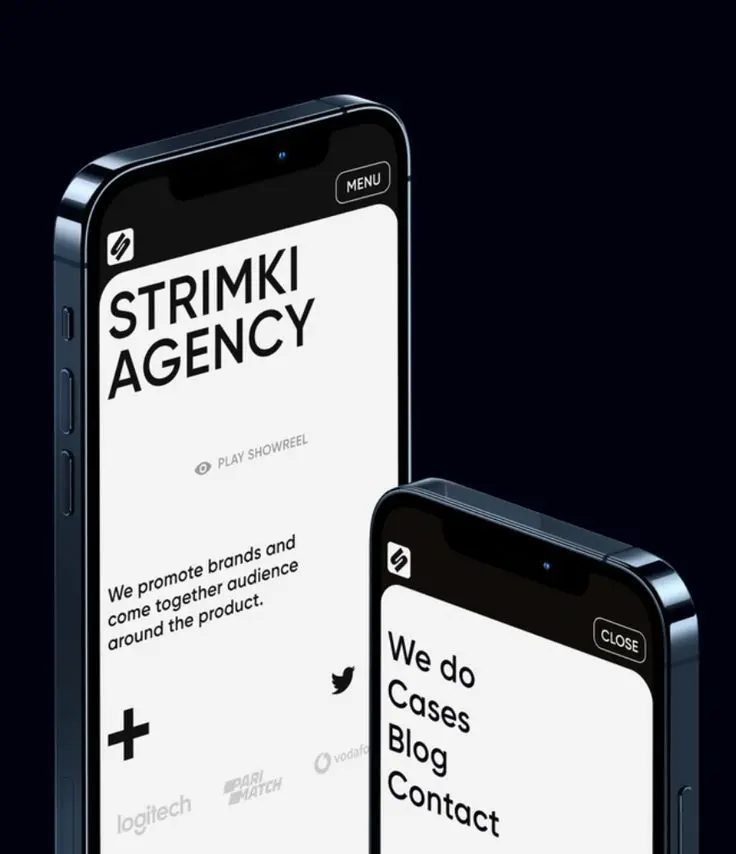 MENU
STRIMKI
AGENCY
PLAY SHOWREEL
We promote brands and
come together audience
around the product.
logitech
PARI
MATCH
vodafo
CLOSE
We do
Cases
Blog
Contact